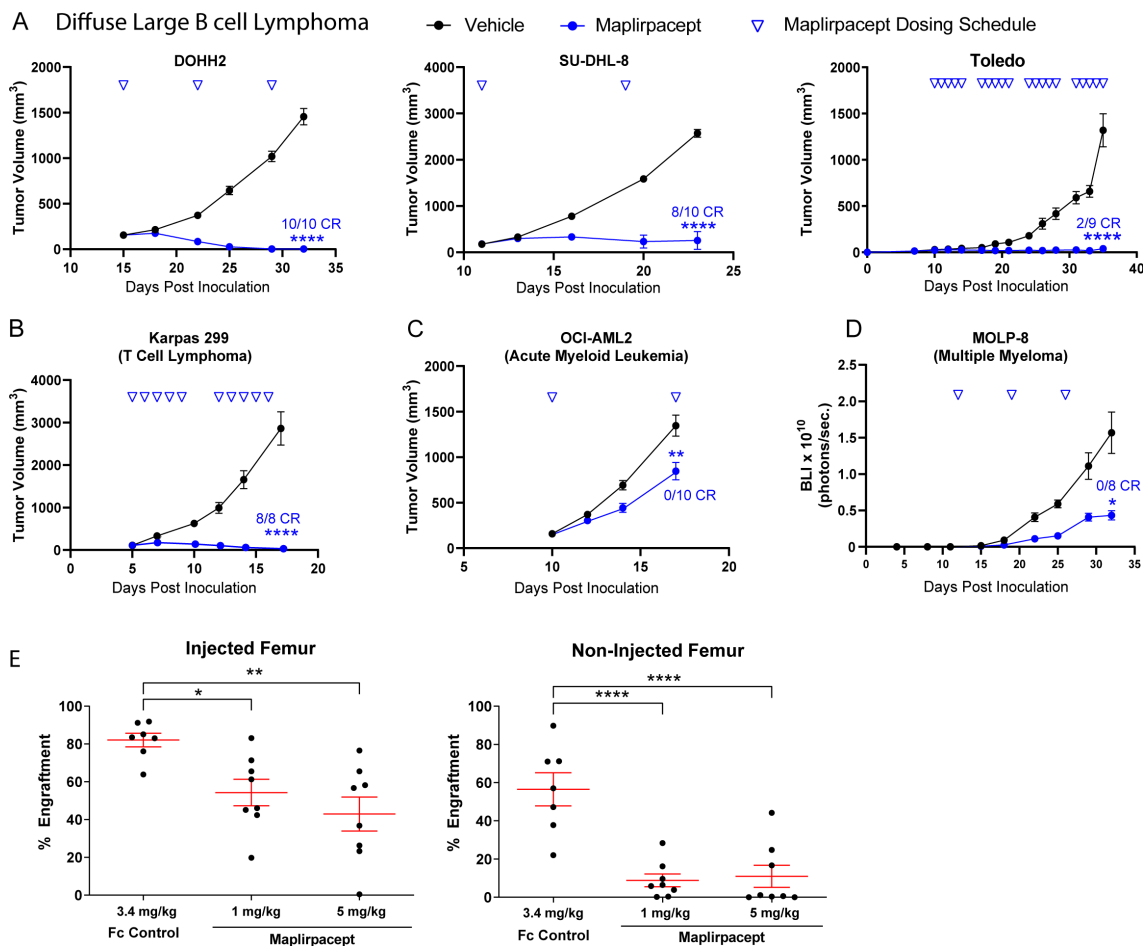 A Diffuse Large B cell Lymphoma
Vehicle
Maplirpacept
Maplirpacept Dosing Schedule
DOHH2
Tumor Volume (mm³)
2000
1500
1000
500
0
10 15 20 25 30 35
10/10 CR
****
Days Post Inoculation
SU-DHL-8
Tumor Volume (mm³)
4000
3000
2000
1000
0
10 15 20 25
8/10 CR
****
Days Post Inoculation
Toledo
Tumor Volume (mm³)
2000
1500
1000
500
0
0 10 20 30 40
2/9 CR
****
Days Post Inoculation
B
Karpas 299
(T Cell Lymphoma)
Tumor Volume (mm³)
4000
3000
2000
1000
0
0 5 10 15 20
8/8 CR
****
Days Post Inoculation
C
OCI-AML2
(Acute Myeloid Leukemia)
Tumor Volume (mm³)
1500
1000
500
0
8 10 12 14 16 18 20
**
0/10 CR
Days Post Inoculation
D
MOLP-8
(Multiple Myeloma)
BLI x 10¹⁰
(photons/sec.)
2.5
2.0
1.5
1.0
0.5
0.0
0 5 10 15 20 25 30 35
0/8 CR
*
Days Post Inoculation
E
Injected Femur
**
*
% Engraftment
100
80
60
40
20
0
3.4 mg/kg 1 mg/kg 5 mg/kg
Fc Control Maplirpacept
Non-Injected Femur
****
****
% Engraftment
100
80
60
40
20
0
3.4 mg/kg 1 mg/kg 5 mg/kg
Fc Control Maplirpacept